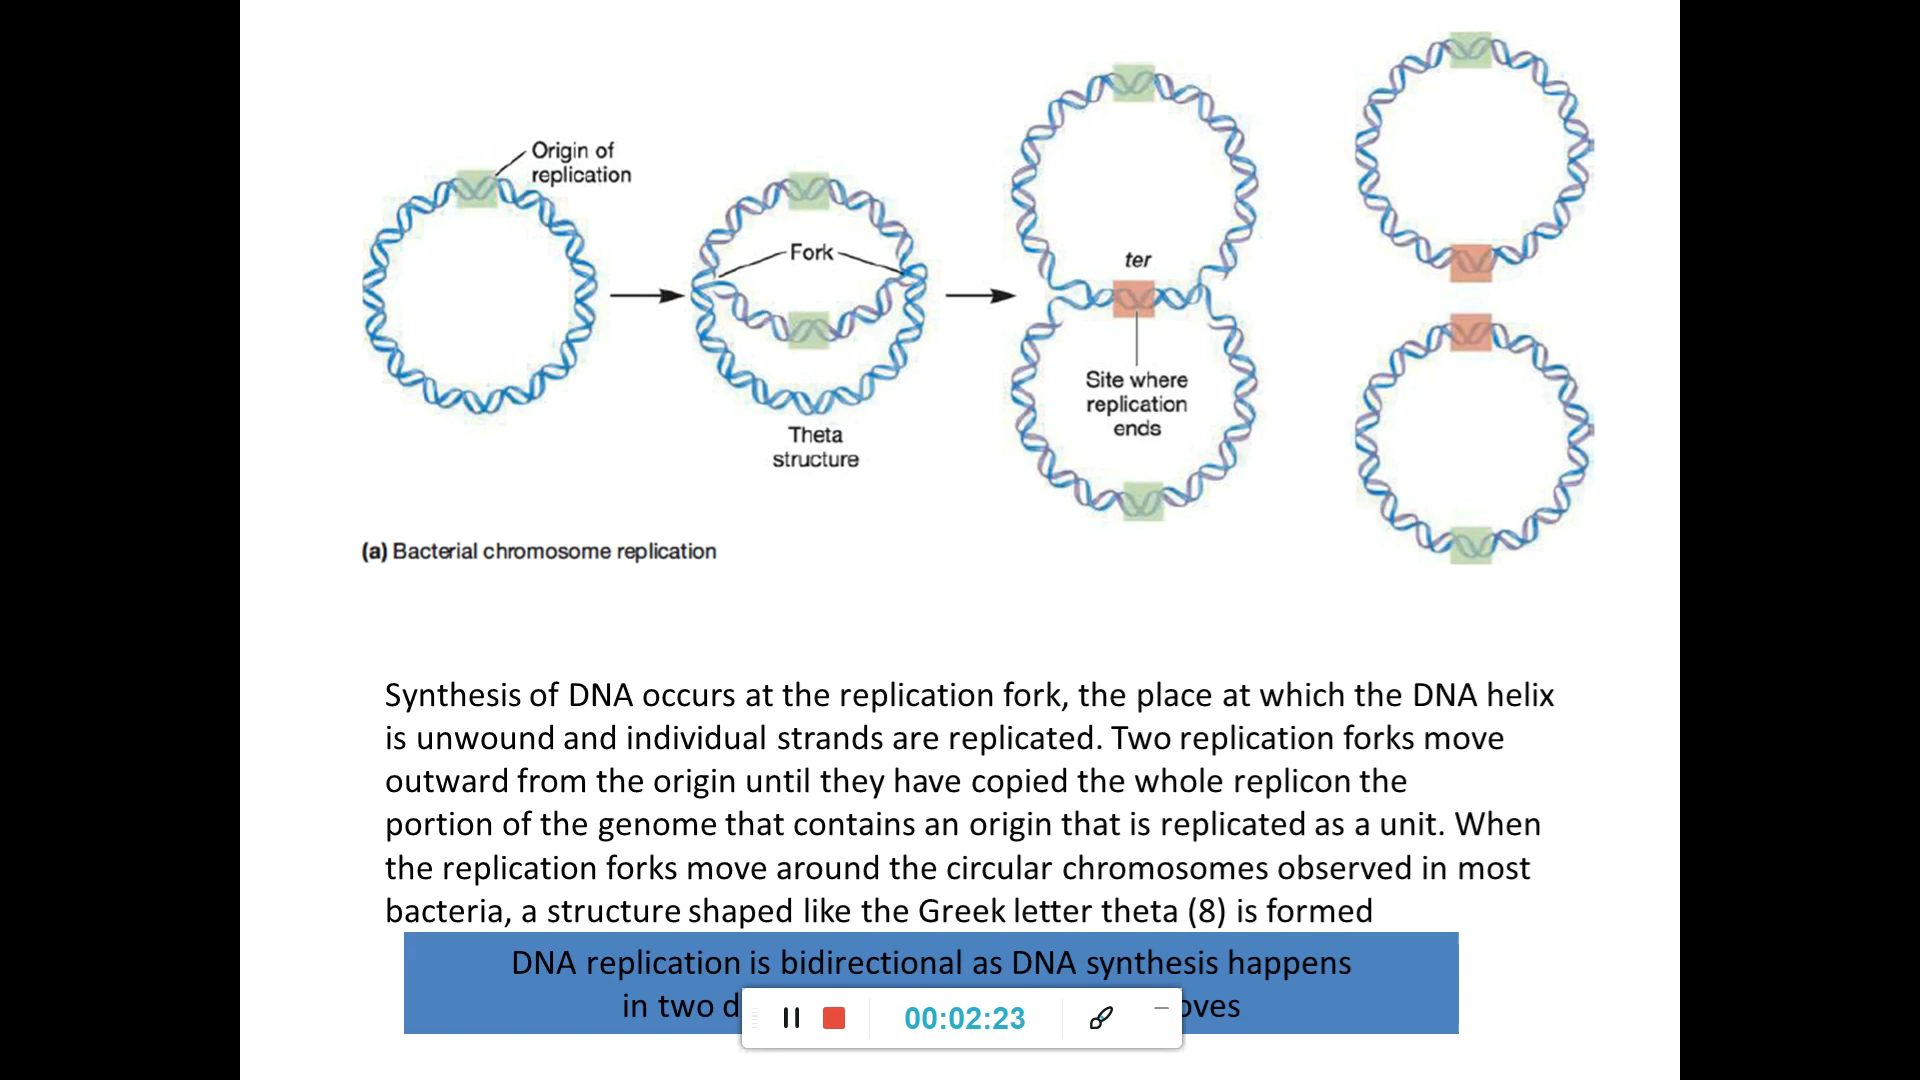 Origin of
replication
Fork
Theta
structure
ter
Site where
replication
ends
(a) Bacterial chromosome replication
Synthesis of DNA occurs at the replication fork, the place at which the DNA helix
is unwound and individual strands are replicated. Two replication forks move
outward from the origin until they have copied the whole replicon the
portion of the genome that contains an origin that is replicated as a unit. When
the replication forks move around the circular chromosomes observed in most
bacteria, a structure shaped like the Greek letter theta (8) is formed
DNA replication is bidirectional as DNA synthesis happens
in two
00:02:23